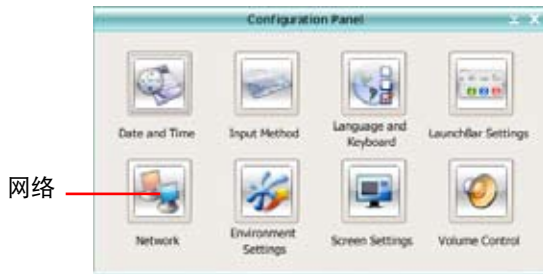 Configuration Panel
Date and Time
Input Method
Language and
Keyboard
LaunchBar Settings
网络
Network
Environment
Settings
Screen Settings
Volume Control